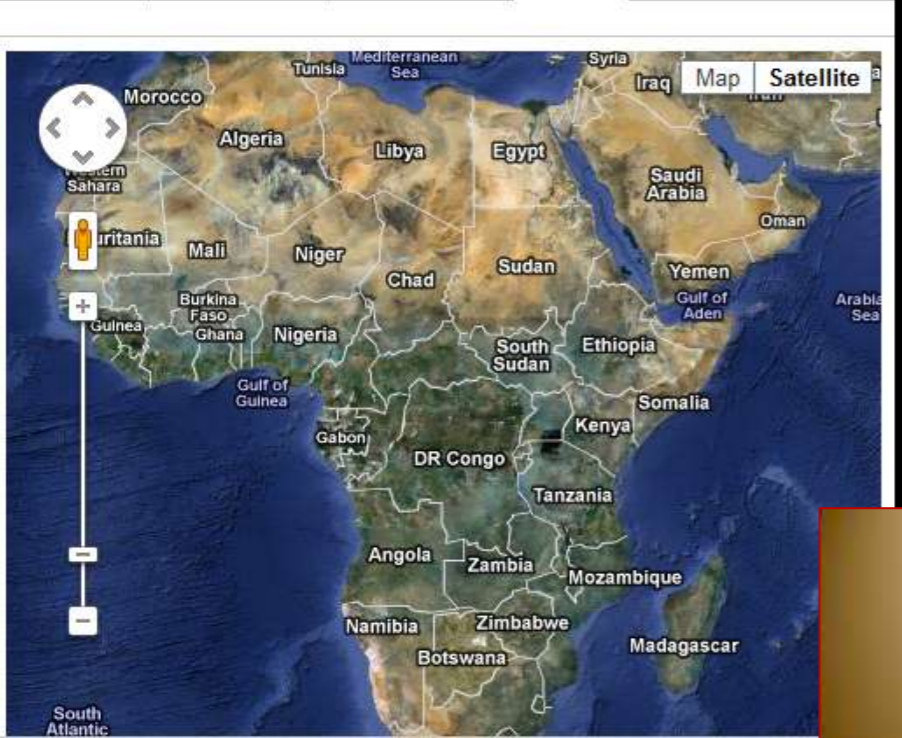 Mediterranean
Sea
Syria
Tunisia
Iraq
Map
Satellite
Morocco
Algeria
Libya
Egypt
Saudi
Arabia
Sahara
Oman
uritania
Mali
Niger
Chad
Sudan
Yemen
Gulf of
Aden
Arabia
Sea
Burkina
Faso
Guinea
Ghana
Nigeria
South
Sudan
Ethiopia
Gulf of
Guinea
Somalia
Kenya
Gabon
DR Congo
Tanzania
Angola
Zambia
Mozambique
Namibia
Zimbabwe
Madagascar
Botswana
South
Atlantic